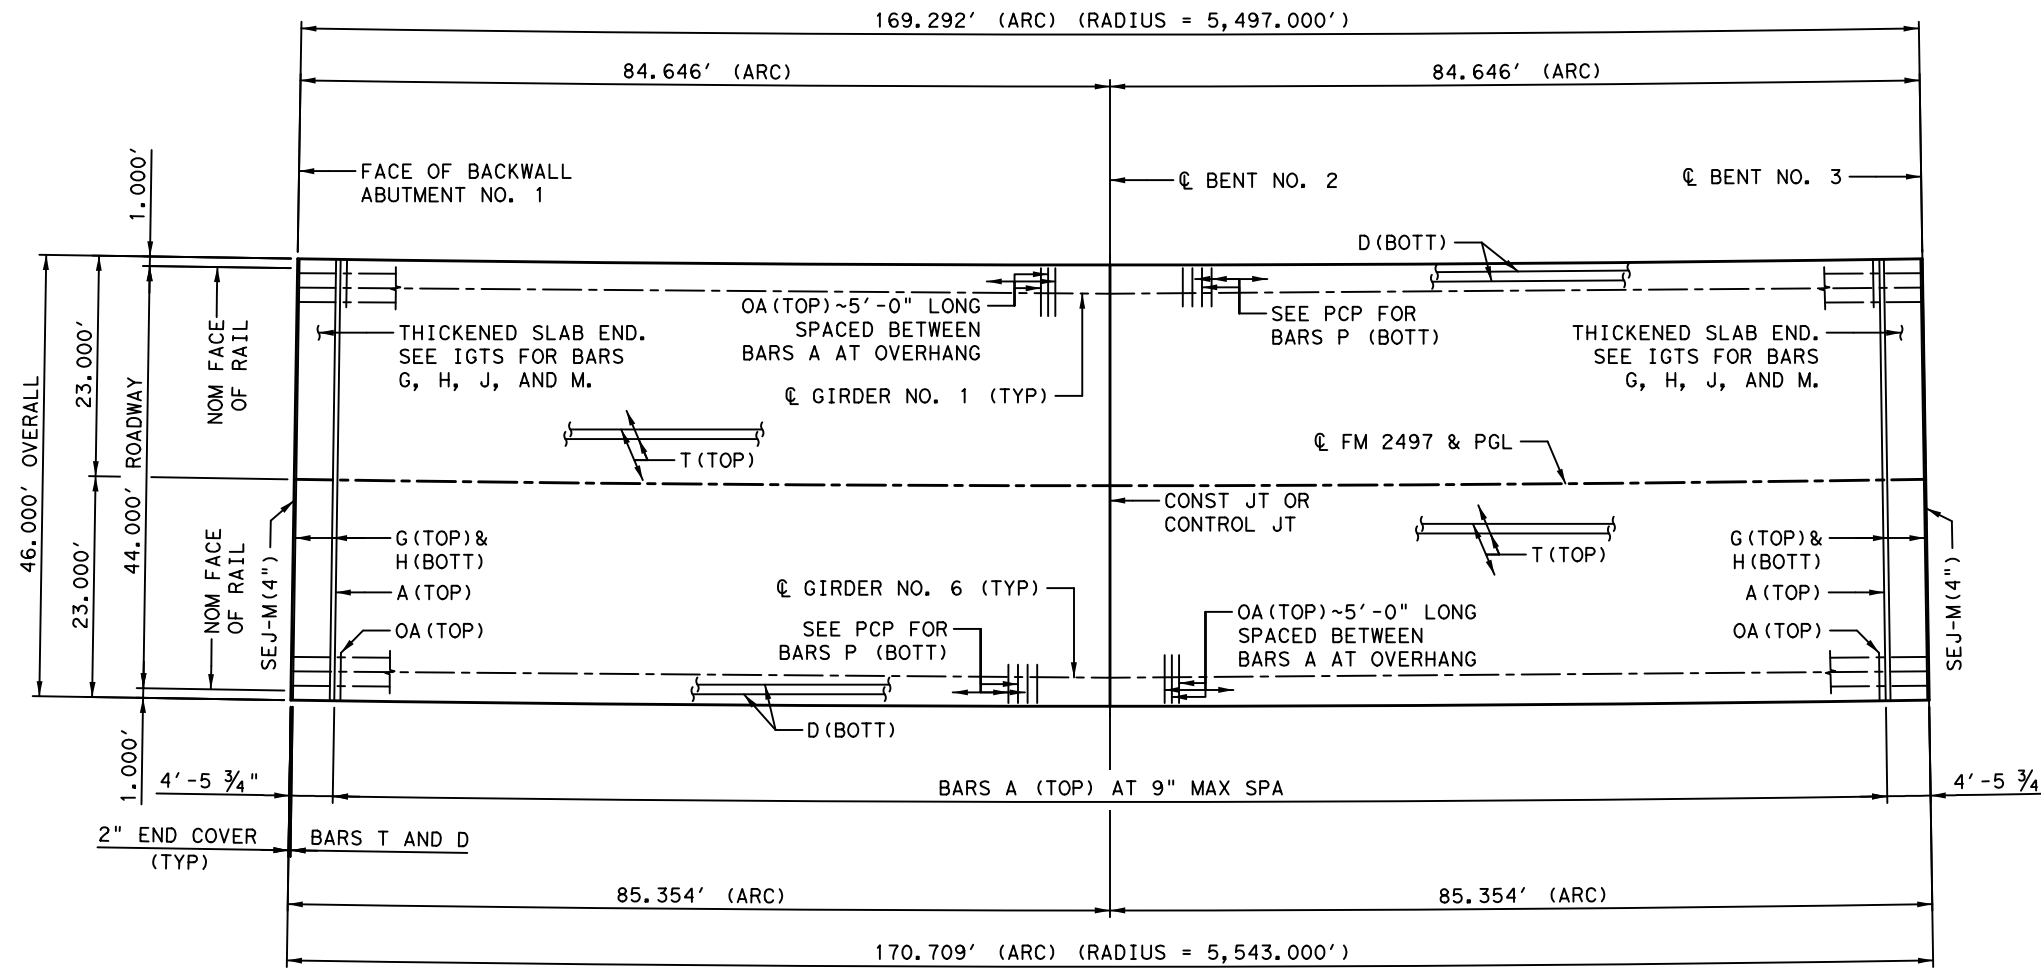 169.292' (ARC) (RADIUS = 5,497.000')
84.646' (ARC)
84.646' (ARC)
1.000'
FACE OF BACKWALL
ABUTMENT NO. 1
℄ BENT NO. 2
℄ BENT NO. 3
D(BOTT)
OA(TOP)~5'-0" LONG
SPACED BETWEEN
BARS A AT OVERHANG
SEE PCP FOR
BARS P (BOTT)
THICKENED SLAB END.
SEE IGTS FOR BARS
G, H, J, AND M.
THICKENED SLAB END.
SEE IGTS FOR BARS
G, H, J, AND M.
NOM FACE
OF RAIL
23.000'
46.000' OVERALL
44.000' ROADWAY
℄ GIRDER NO. 1 (TYP)
℄ FM 2497 & PGL
T(TOP)
CONST JT OR
CONTROL JT
T(TOP)
23.000'
NOM FACE
OF RAIL
SEJ-M(4")
G(TOP)&
H(BOTT)
A(TOP)
OA(TOP)
℄ GIRDER NO. 6 (TYP)
SEE PCP FOR
BARS P (BOTT)
OA(TOP)~5'-0" LONG
SPACED BETWEEN
BARS A AT OVERHANG
G(TOP)&
H(BOTT)
A(TOP)
OA(TOP)
SEJ-M(4")
D(BOTT)
1.000'
4'-5 ¾"
BARS A (TOP) AT 9" MAX SPA
4'-5 ¾
2" END COVER
(TYP)
BARS T AND D
85.354' (ARC)
85.354' (ARC)
170.709' (ARC) (RADIUS = 5,543.000')